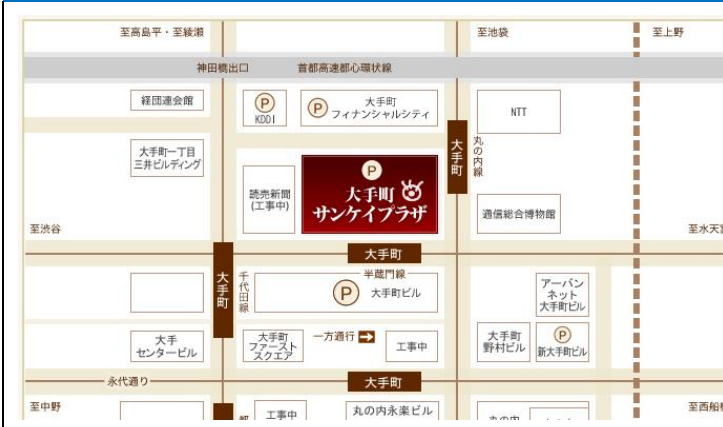 至高島平・至綾瀬
至池袋
至上野
神田橋出口
首都高速都心環状線
経団連会館
P
KDDI
P
大手町
フィナンシャルシティ
NTT
大手町
丸の内線
大手町一丁目
三井ビルディング
読売新聞
(工事中)
P
大手町
サンケイプラザ
逓信総合博物館
至渋谷
至水天宮
大手町
大手町
千代田線
半蔵門線
P
大手町ビル
アーバン
ネット
大手町ビル
大手
センタービル
大手町
ファースト
スクエア
一方通行
工事中
大手町
野村ビル
P
新大手町ビル
永代通り
大手町
至中野
工事中
丸の内永楽ビル
丸の内
至西船